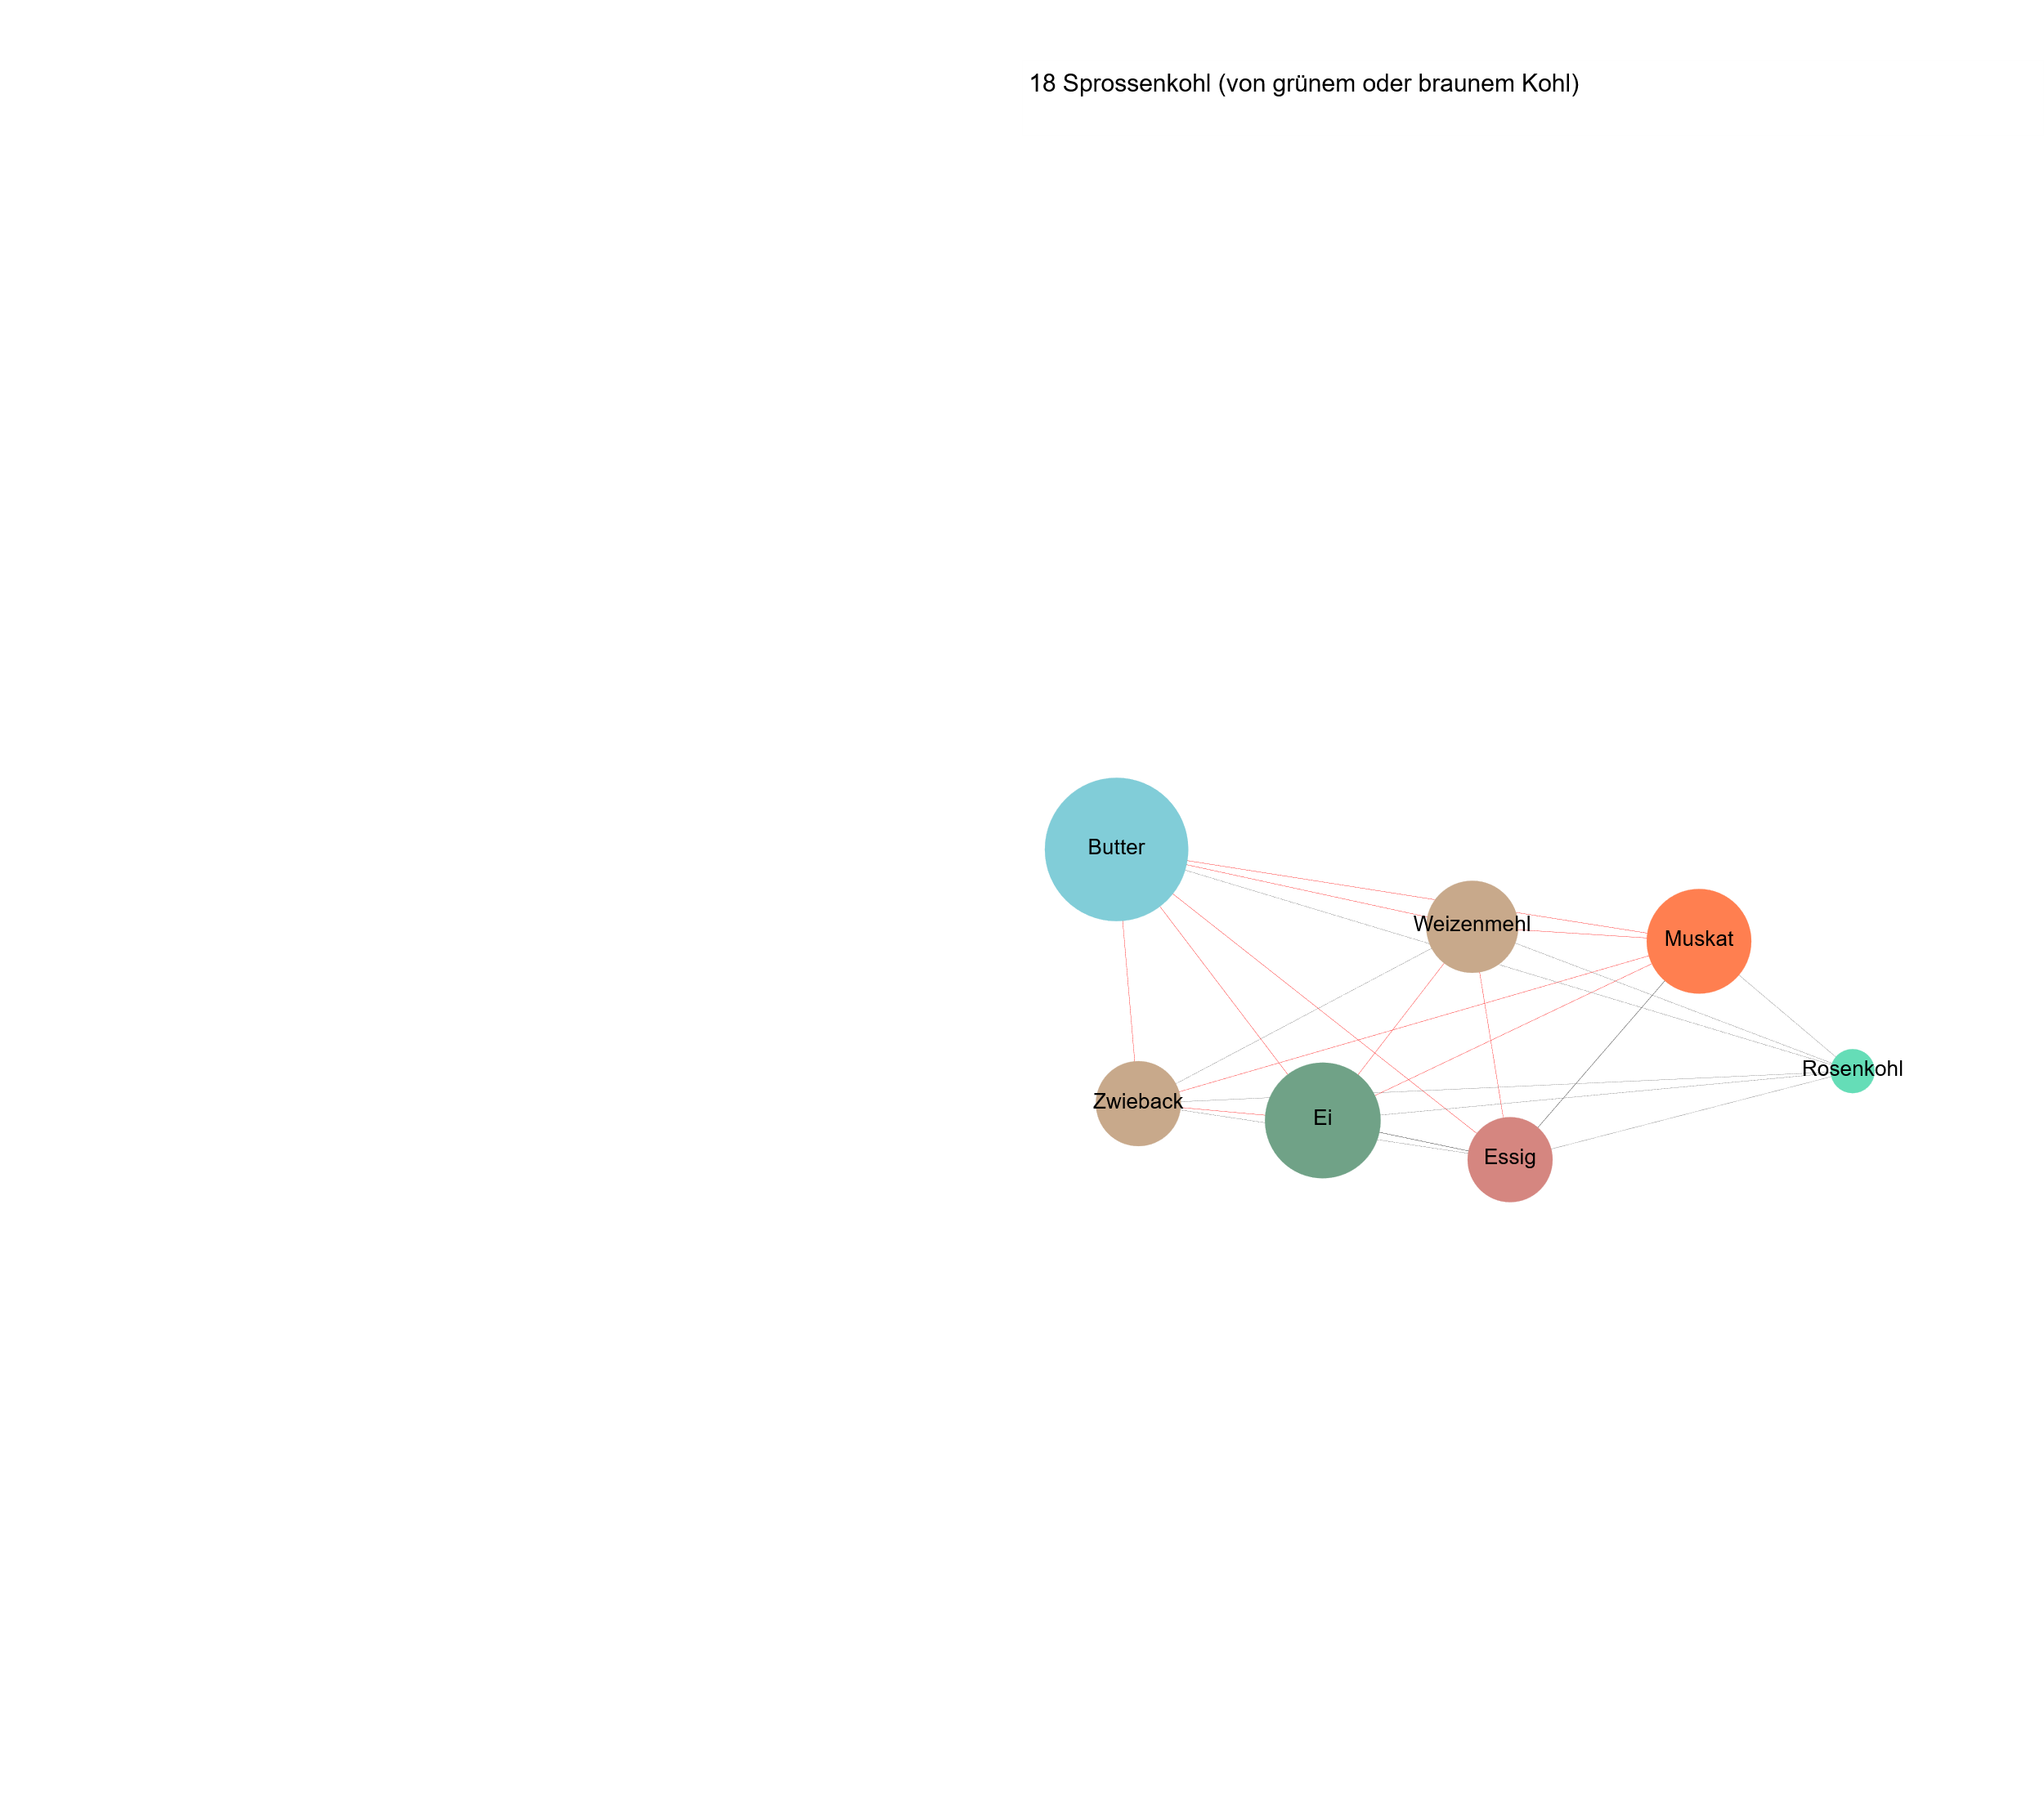 18 Sprossenkohl (von grünem oder braunem Kohl)
Butter
Weizenmehl
Muskat
Rosenkohl
Zwieback
Ei
Essig